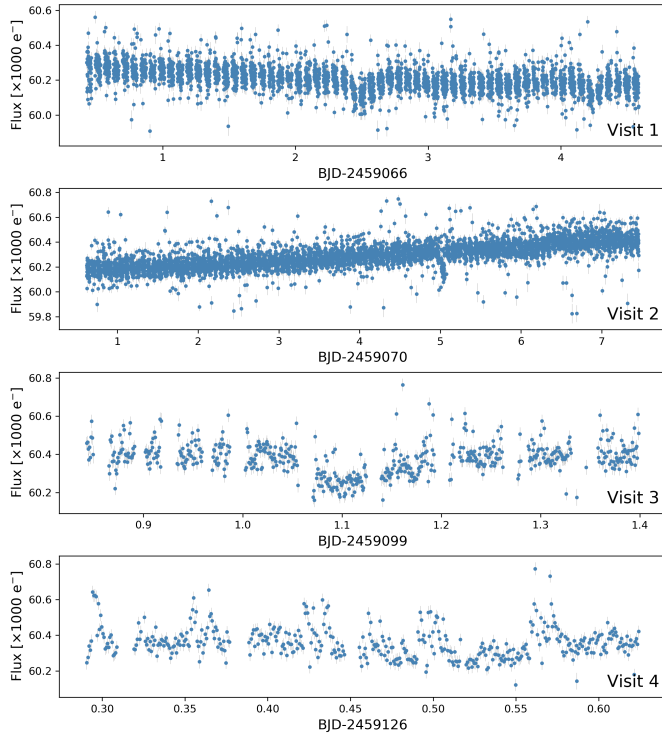 60.6
60.4
60.2
60.0
Flux [×1000 e⁻]
Visit 1
1 2 3 4
BJD-2459066
60.8
60.6
60.4
60.2
60.0
59.8
Flux [×1000 e⁻]
Visit 2
1 2 3 4 5 6 7
BJD-2459070
60.8
60.6
60.4
60.2
Flux [×1000 e⁻]
Visit 3
0.9 1.0 1.1 1.2 1.3 1.4
BJD-2459099
60.8
60.6
60.4
60.2
Flux [×1000 e⁻]
Visit 4
0.30 0.35 0.40 0.45 0.50 0.55 0.60
BJD-2459126